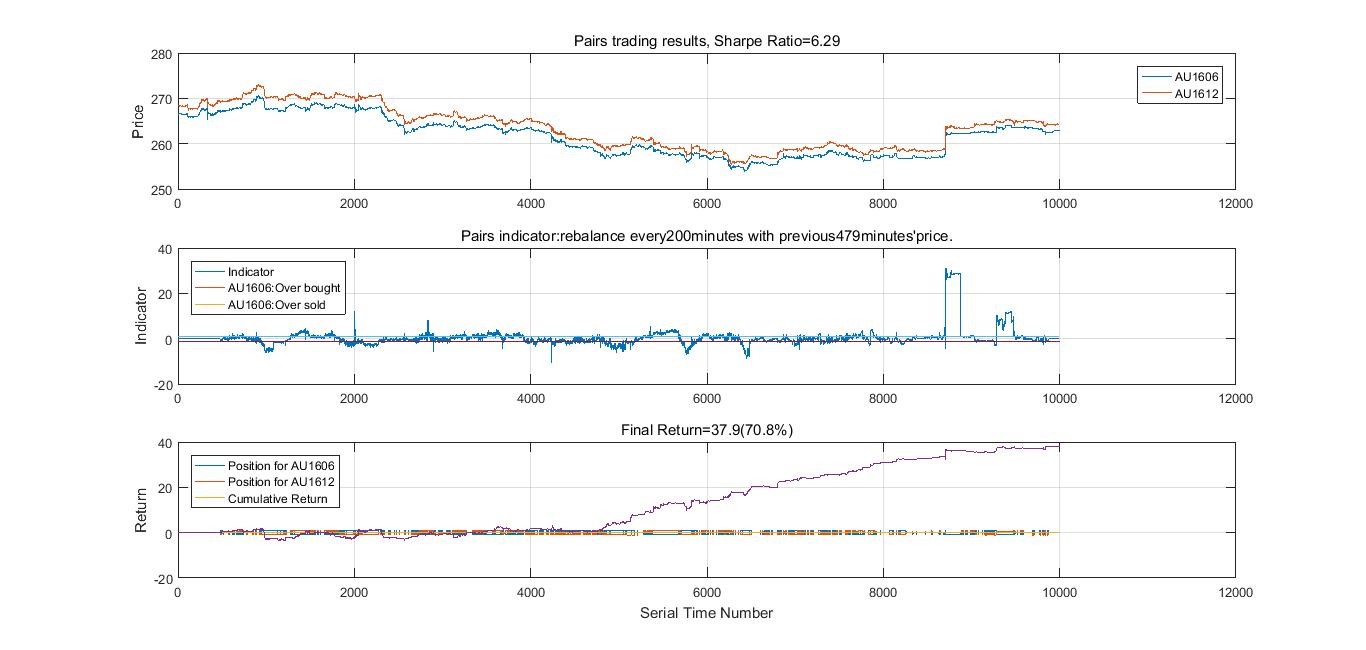 Pairs trading results, Sharpe Ratio=6.29
280
270
260
250
Price
AU1606
AU1612
0
2000
4000
6000
8000
10000
12000
Pairs indicator:rebalance every200minutes with previous479minutes'price.
40
20
0
-20
Indicator
Indicator
AU1606:Over bought
AU1606:Over sold
0
2000
4000
6000
8000
10000
12000
Final Return=37.9(70.8%)
40
20
0
-20
Return
Position for AU1606
Position for AU1612
Cumulative Return
0
2000
4000
6000
8000
10000
12000
Serial Time Number